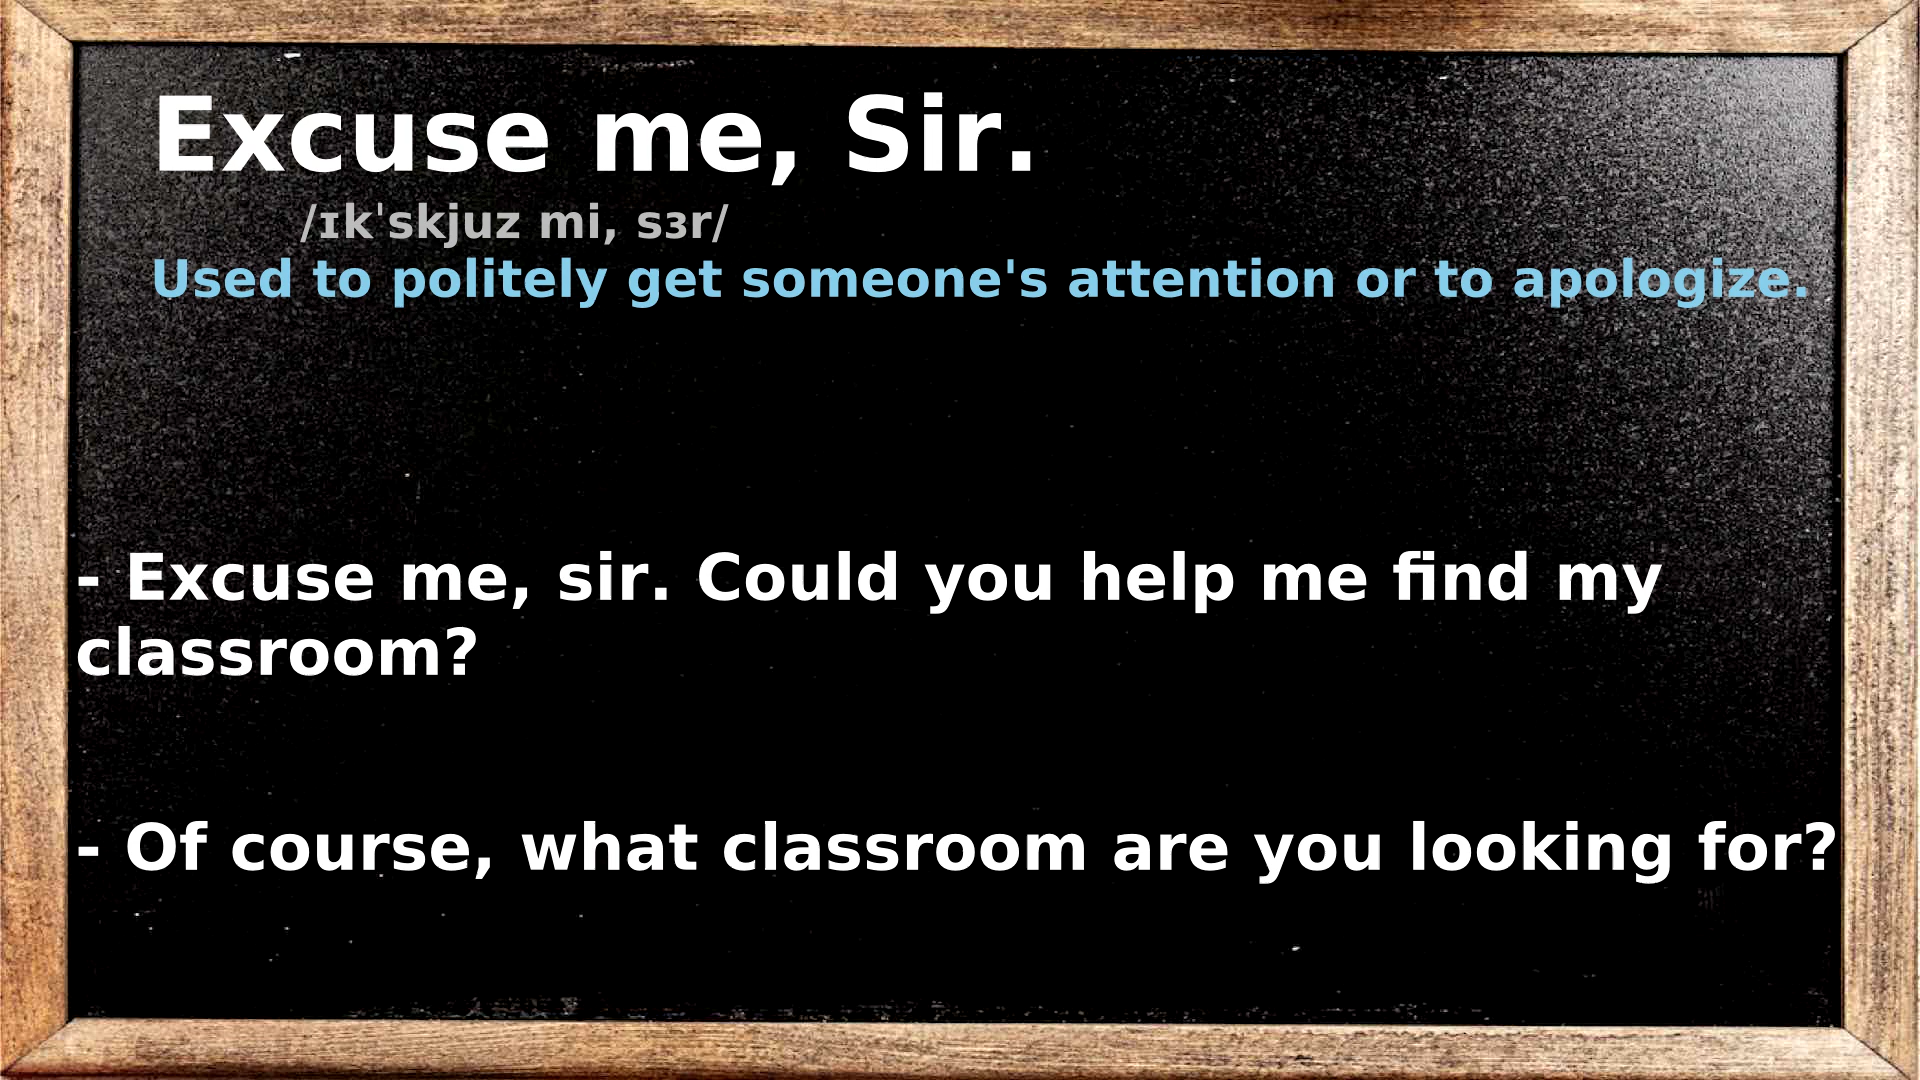 Excuse me, Sir.
/ɪkˈskjuz mi, sɜr/
Used to politely get someone's attention or to apologize.
- Excuse me, sir. Could you help me find my
classroom?
- Of course, what classroom are you looking for?